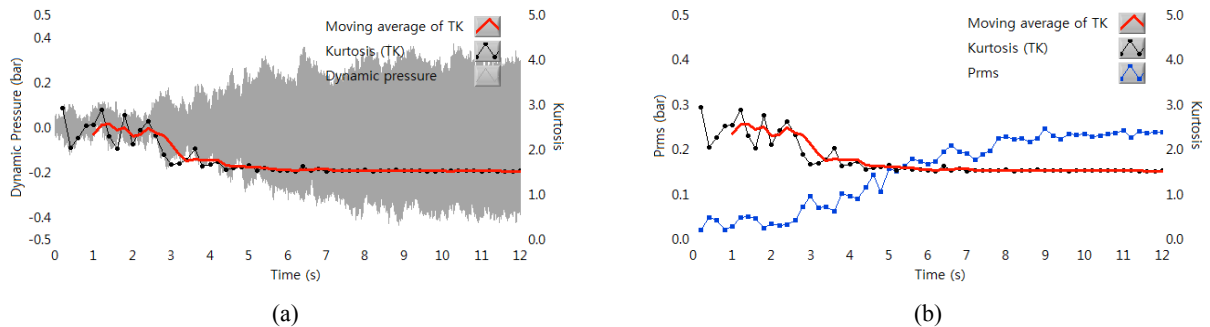 Moving average of TK
Kurtosis (TK)
Dynamic pressure
Dynamic Pressure (bar)
0.5
0.4
0.2
0.0
-0.2
-0.4
-0.5
5.0
4.0
3.0
2.0
1.0
0.0
Kurtosis
0 1 2 3 4 5 6 7 8 9 10 11 12
Time (s)
(a)
Moving average of TK
Kurtosis (TK)
Prms
Prms (bar)
0.5
0.4
0.3
0.2
0.1
0.0
5.0
4.0
3.0
2.0
1.0
0.0
Kurtosis
0 1 2 3 4 5 6 7 8 9 10 11 12
Time (s)
(b)